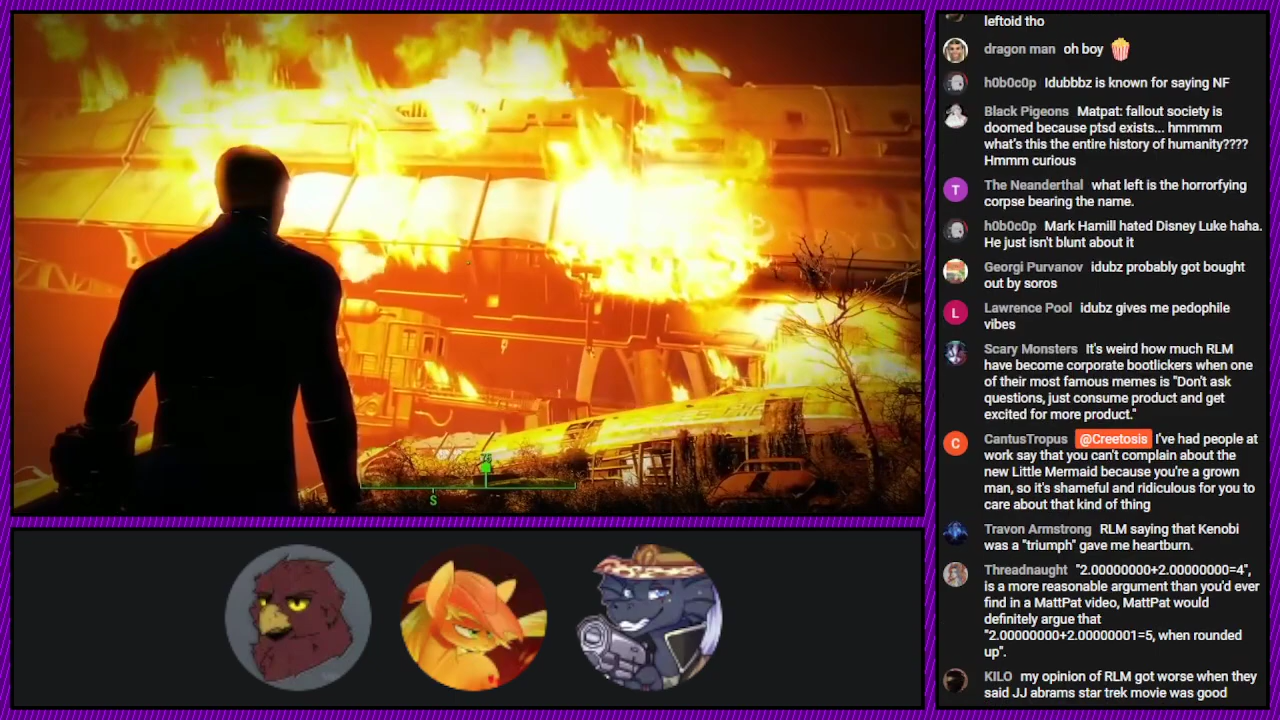 leftoid tho
dragon man oh boy
h0b0c0p Idubbbz is known for saying NF
Black Pigeons Matpat: fallout society is
doomed because ptsd exists... hmmmm
what's this the entire history of humanity????
Hmmm curious
T
The Neanderthal what left is the horrorfying
corpse bearing the name.
h0b0c0p Mark Hamill hated Disney Luke haha.
He just isn't blunt about it
Georgi Purvanov idubz probably got bought
out by soros
L
Lawrence Pool idubz gives me pedophile
vibes
Scary Monsters It's weird how much RLM
have become corporate bootlickers when one
of their most famous memes is "Don't ask
questions, just consume product and get
excited for more product."
C
CantusTropus @Creetosis I've had people at
work say that you can't complain about the
new Little Mermaid because you're a grown
man, so it's shameful and ridiculous for you to
care about that kind of thing
Travon Armstrong RLM saying that Kenobi
was a "triumph" gave me heartburn.
Threadnaught "2.00000000+2.00000000=4",
is a more reasonable argument than you'd ever
find in a MattPat video, MattPat would
definitely argue that
"2.00000000+2.00000001=5, when rounded
up".
KILO my opinion of RLM got worse when they
said JJ abrams star trek movie was good
S